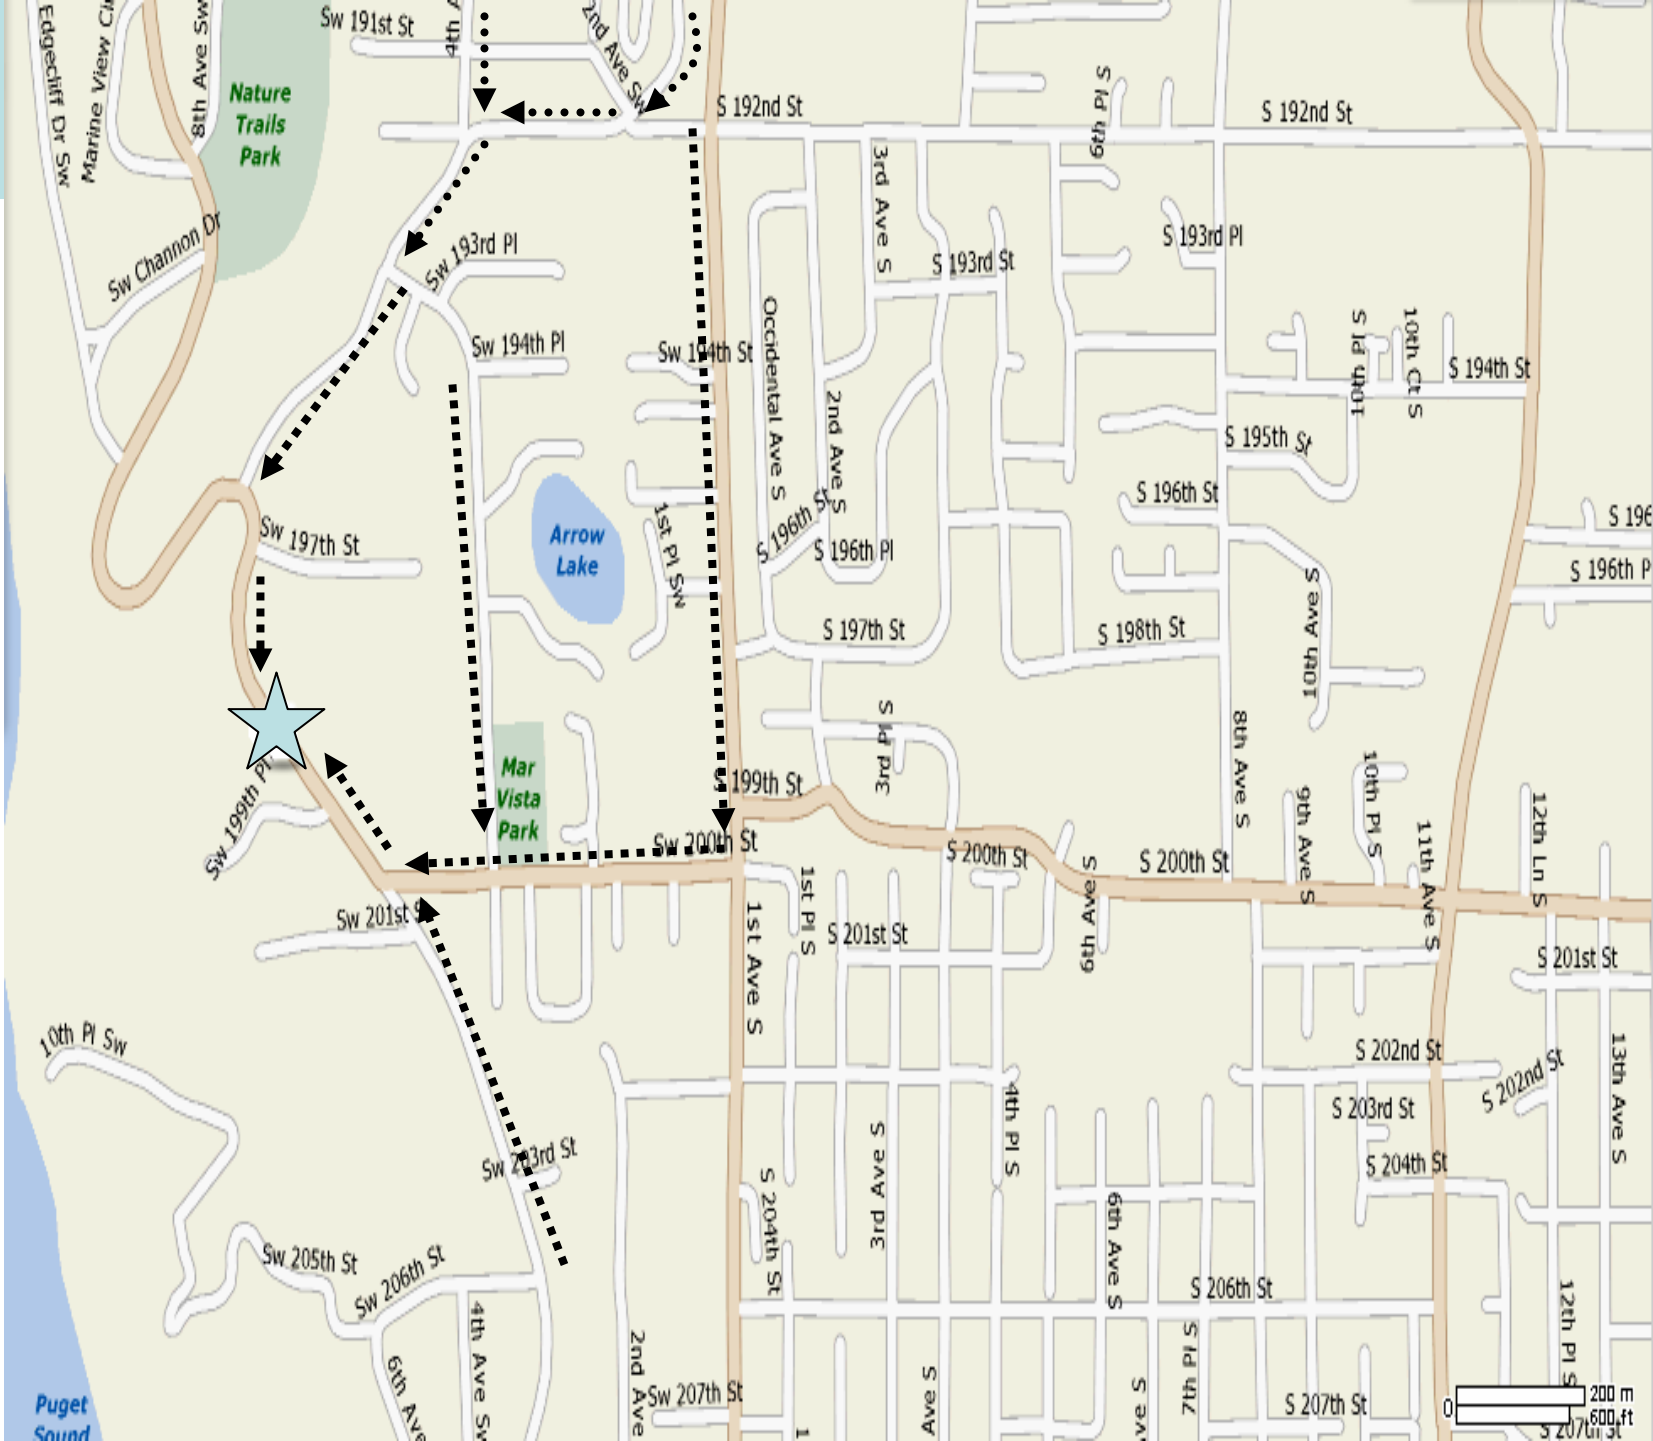 Edgecliff Dr Sw
8th Ave Sw
Sw 191st St
2nd Ave Sw
Nature
Trails
Park
S 192nd St
6th Pl S
S 192nd St
3rd Ave S
Sw Channon Dr
Sw 193rd Pl
S 193rd St
S 193rd Pl
Sw 194th Pl
Sw 194th St
Occidental Ave S
2nd Ave S
10th Pl S
10th Ct S
S 194th St
S 195th St
S 196th St
S 196th St
S 196th Pl
S 196
S 196th P
Sw 197th St
Arrow
Lake
1st Pl Sw
S 197th St
S 198th St
10th Ave S
3rd Pl S
8th Ave S
Mar
Vista
Park
S 199th St
Sw 199th Pl
Sw 200th St
S 200th St
S 200th St
9th Ave S
10th Pl S
11th Ave S
12th Ln S
Sw 201st S
1st Ave S
1st Pl S
S 201st St
6th Ave S
S 201st St
10th Pl Sw
S 202nd St
S 202nd St
13th Ave S
4th Pl S
S 203rd St
Sw 203rd St
3rd Ave S
S 204th St
S 204th St
6th Ave S
Sw 205th St
Sw 206th St
S 206th St
4th Ave Sw
6th Ave
2nd Ave
Sw 207th St
Ave S
7th Pl S
S 207th St
12th Pl S
S 207th St
Puget
Sound
0
200 m
600 ft